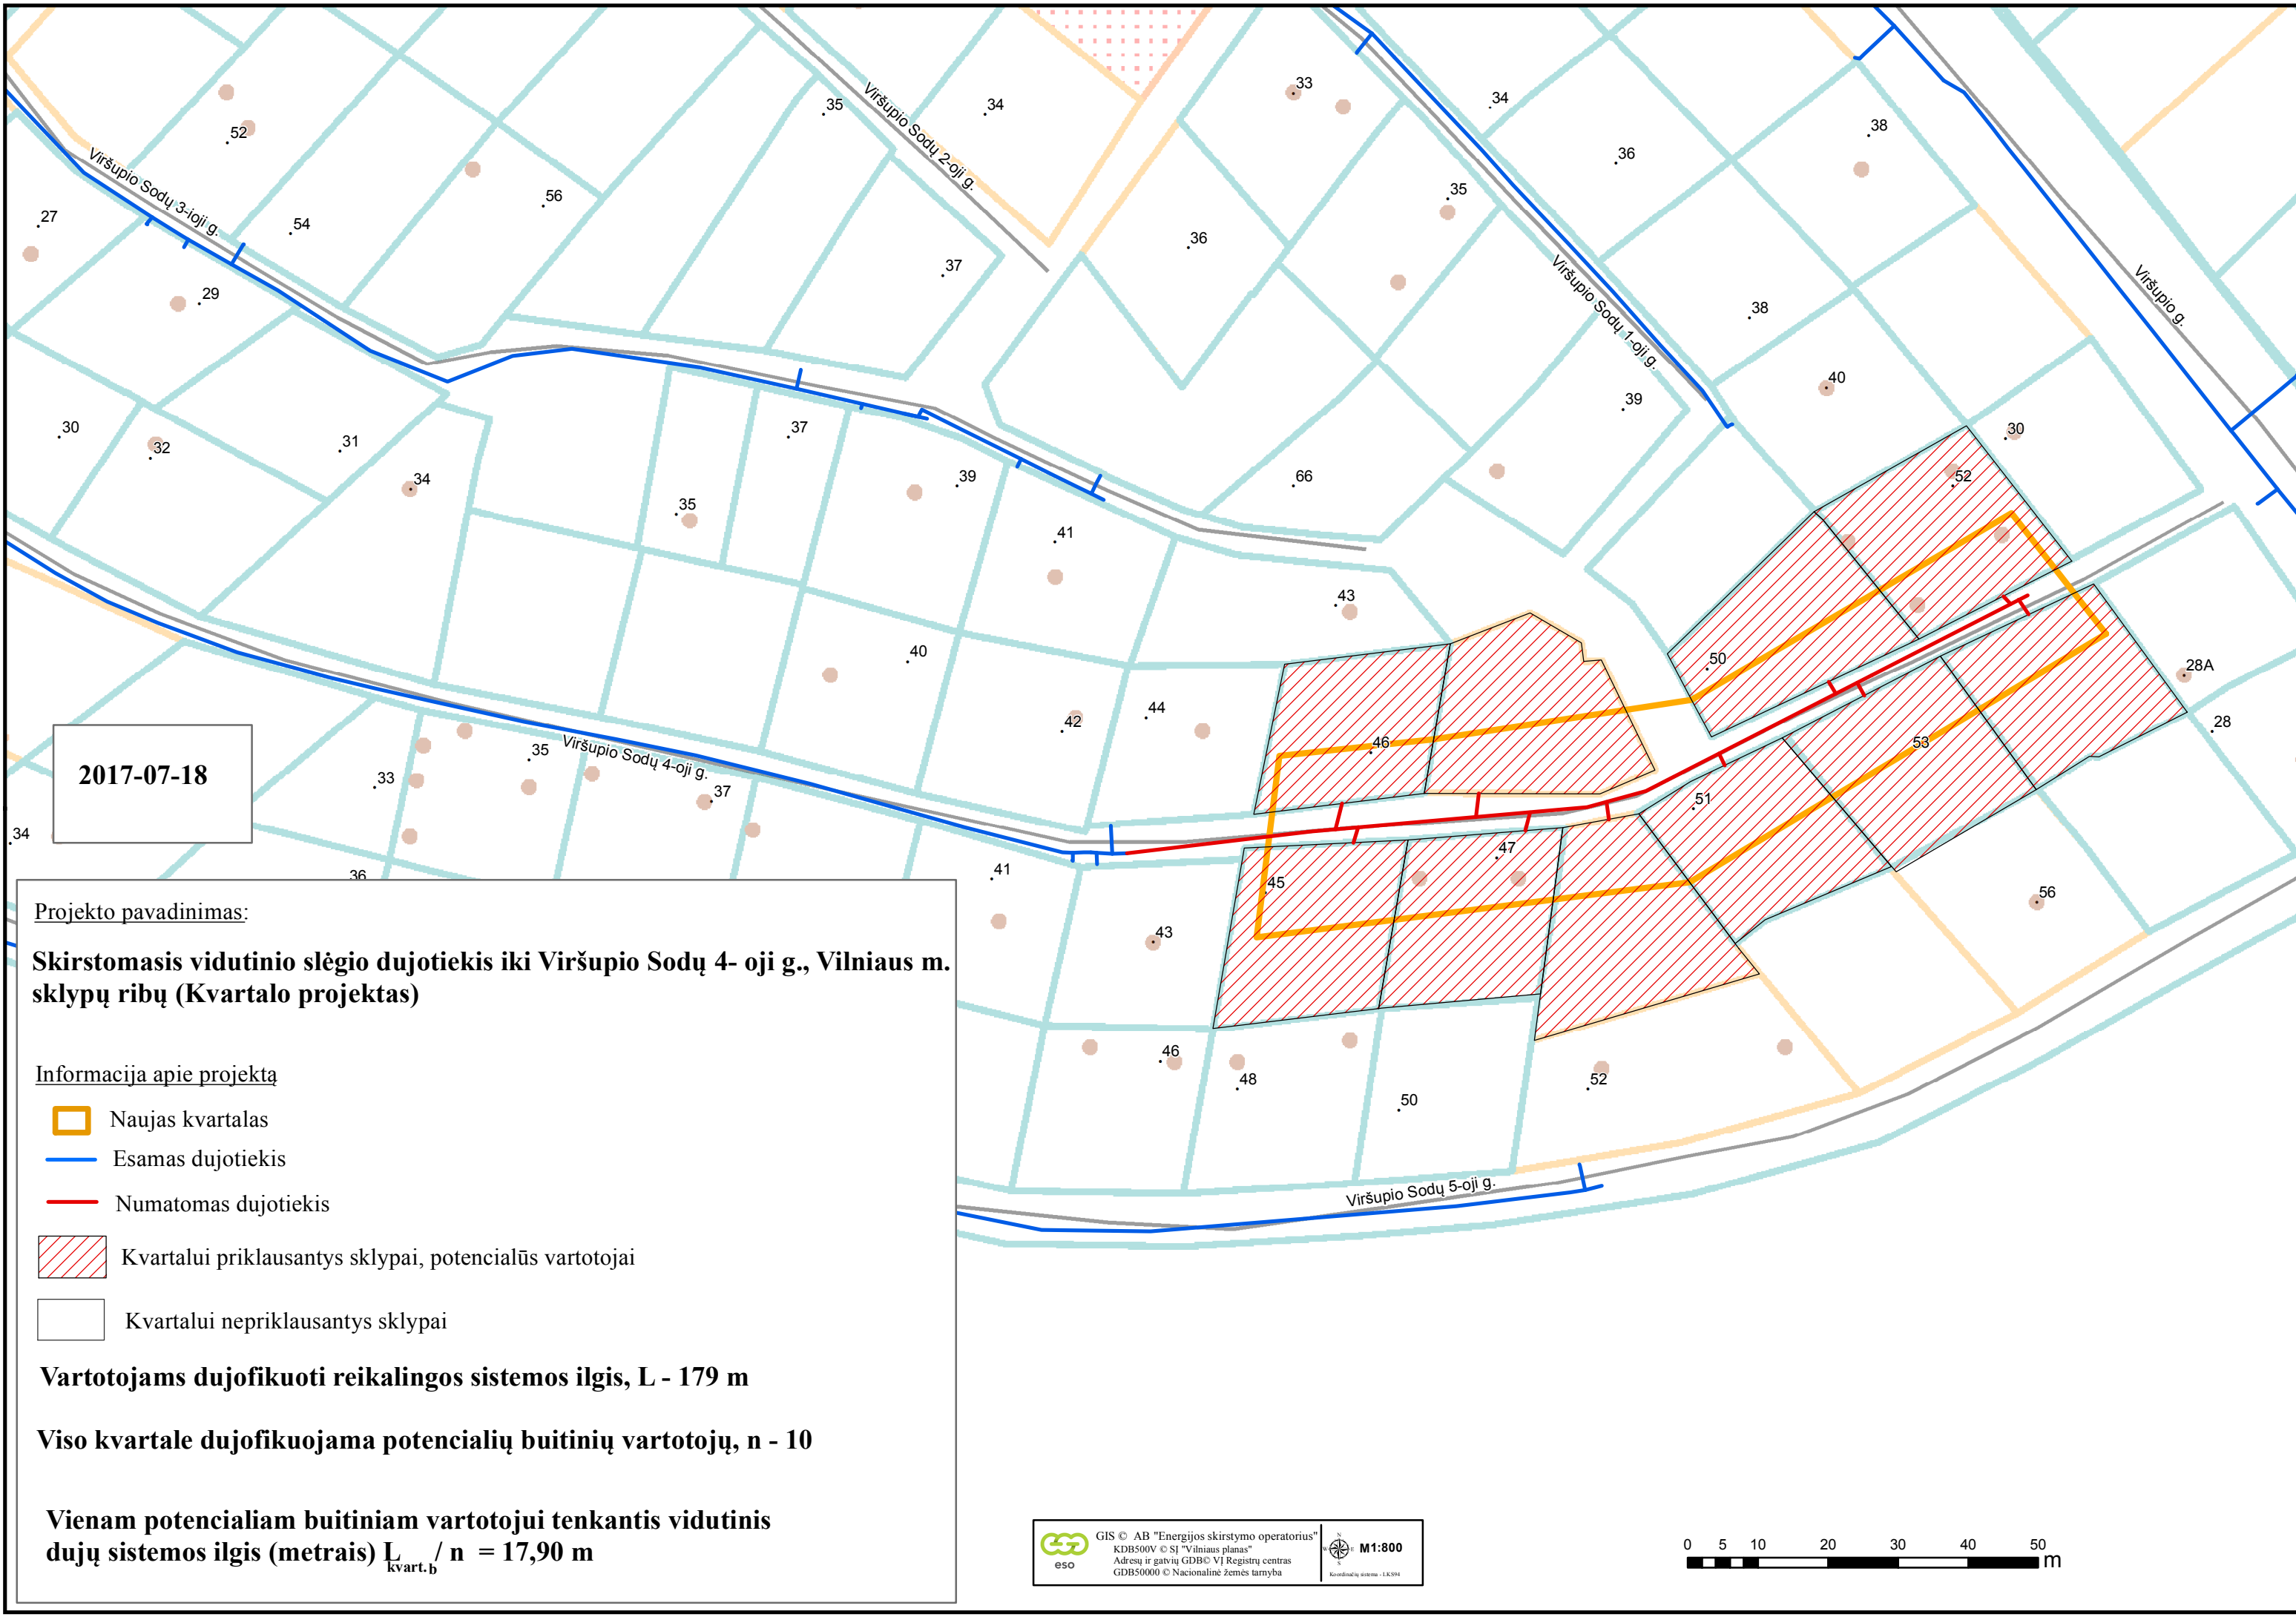 33
34
35
34
38
52
Viršupio Sodų 2-oji g.
36
Viršupio Sodų 3-ioji g.
56
35
27
54
36
37
29
Viršupio Sodų 1-oji g.
Viršupio g.
38
40
39
30
32
31
37
30
34
39
66
52
35
41
43
40
50
28A
44
42
46
53
28
35
Viršupio Sodų 4-oji g.
33
37
51
2017-07-18
34
47
36
41
45
56
43
46
48
50
52
Viršupio Sodų 5-oji g.
Projekto pavadinimas:
Skirstomasis vidutinio slėgio dujotiekis iki Viršupio Sodų 4- oji g., Vilniaus m.
sklypų ribų (Kvartalo projektas)
Informacija apie projektą
Naujas kvartalas
Esamas dujotiekis
Numatomas dujotiekis
Kvartalui priklausantys sklypai, potencialūs vartotojai
Kvartalui nepriklausantys sklypai
Vartotojams dujofikuoti reikalingos sistemos ilgis, L - 179 m
Viso kvartale dujofikuojama potencialių buitinių vartotojų, n - 10
Vienam potencialiam buitiniam vartotojui tenkantis vidutinis
dujų sistemos ilgis (metrais) L kvart.b / n = 17,90 m
eso
GIS © AB "Energijos skirstymo operatorius"
KDB500V © SĮ "Vilniaus planas"
Adresų ir gatvių GDB© VĮ Registrų centras
GDB50000 © Nacionalinė žemės tarnyba
N
W
E
S
M1:800
Koordinačių sistema - LKS94
0 5 10 20 30 40 50
m